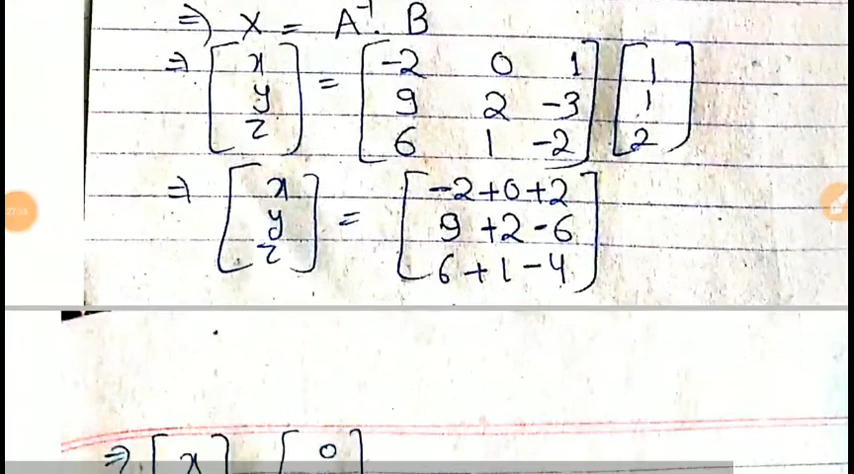 ⇒ X = A⁻¹. B
⇒ [x y z] = [-2 0 1; 9 2 -3; 6 1 -2] [1; 1; 2]
⇒ [x y z] = [-2+0+2; 9+2-6; 6+1-4]
⇒ [x] [0]